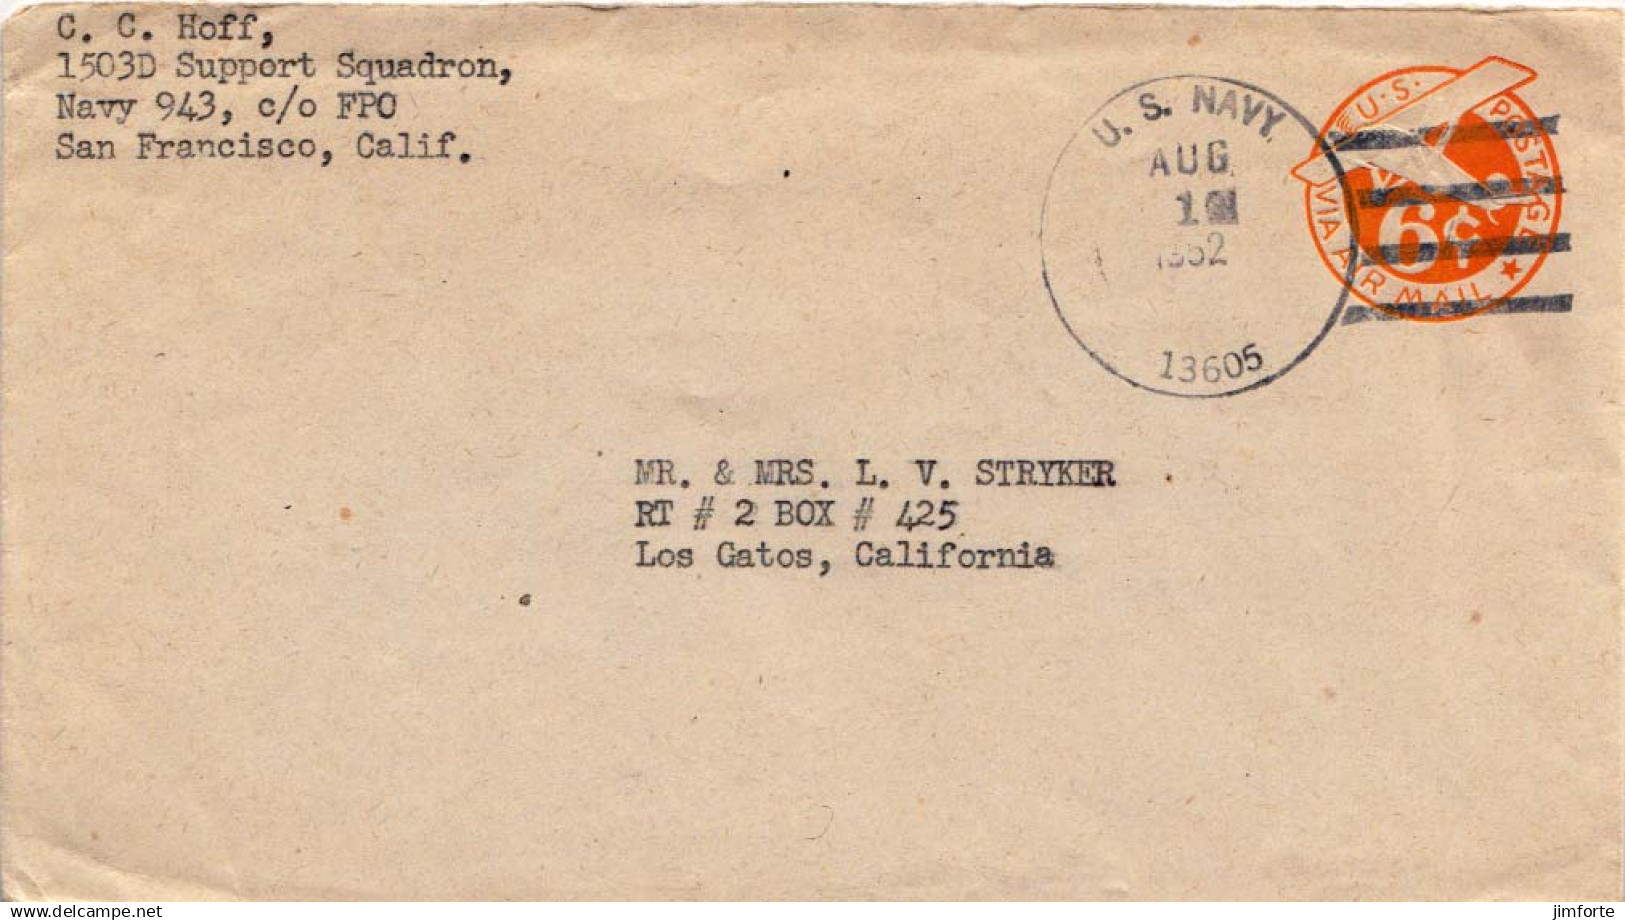 C. C. Hoff,
1503D Support Squadron,
Navy 943, c/o FPO
San Francisco, Calif.
U. S. NAVY
AUG
1952
13605
U.S. POSTAGE
6¢
VIA AIR MAIL
MR. & MRS. L. V. STRYKER
RT # 2 BOX # 425
Los Gatos, California
delcampe.net
jimforte